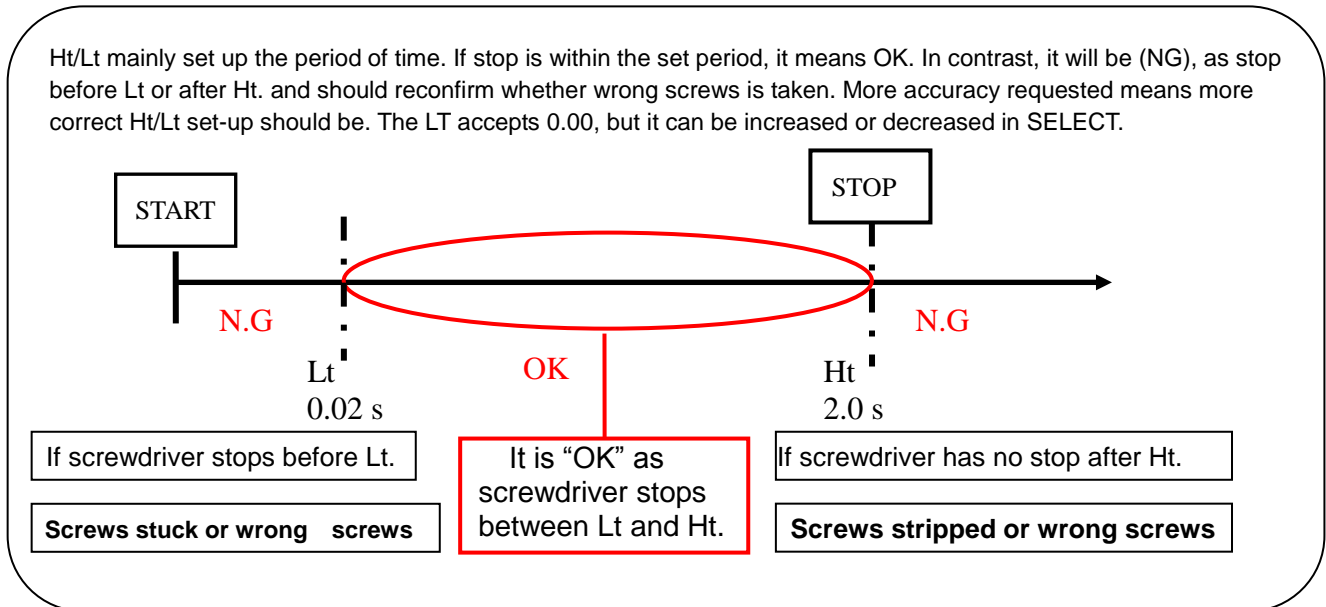 Ht/Lt mainly set up the period of time. If stop is within the set period, it means OK. In contrast, it will be (NG), as stop
before Lt or after Ht. and should reconfirm whether wrong screws is taken. More accuracy requested means more
correct Ht/Lt set-up should be. The LT accepts 0.00, but it can be increased or decreased in SELECT.
START
STOP
N.G
N.G
Lt
OK
Ht
0.02 s
2.0 s
If screwdriver stops before Lt.
Screws stuck or wrong screws
It is “OK” as
screwdriver stops
between Lt and Ht.
If screwdriver has no stop after Ht.
Screws stripped or wrong screws